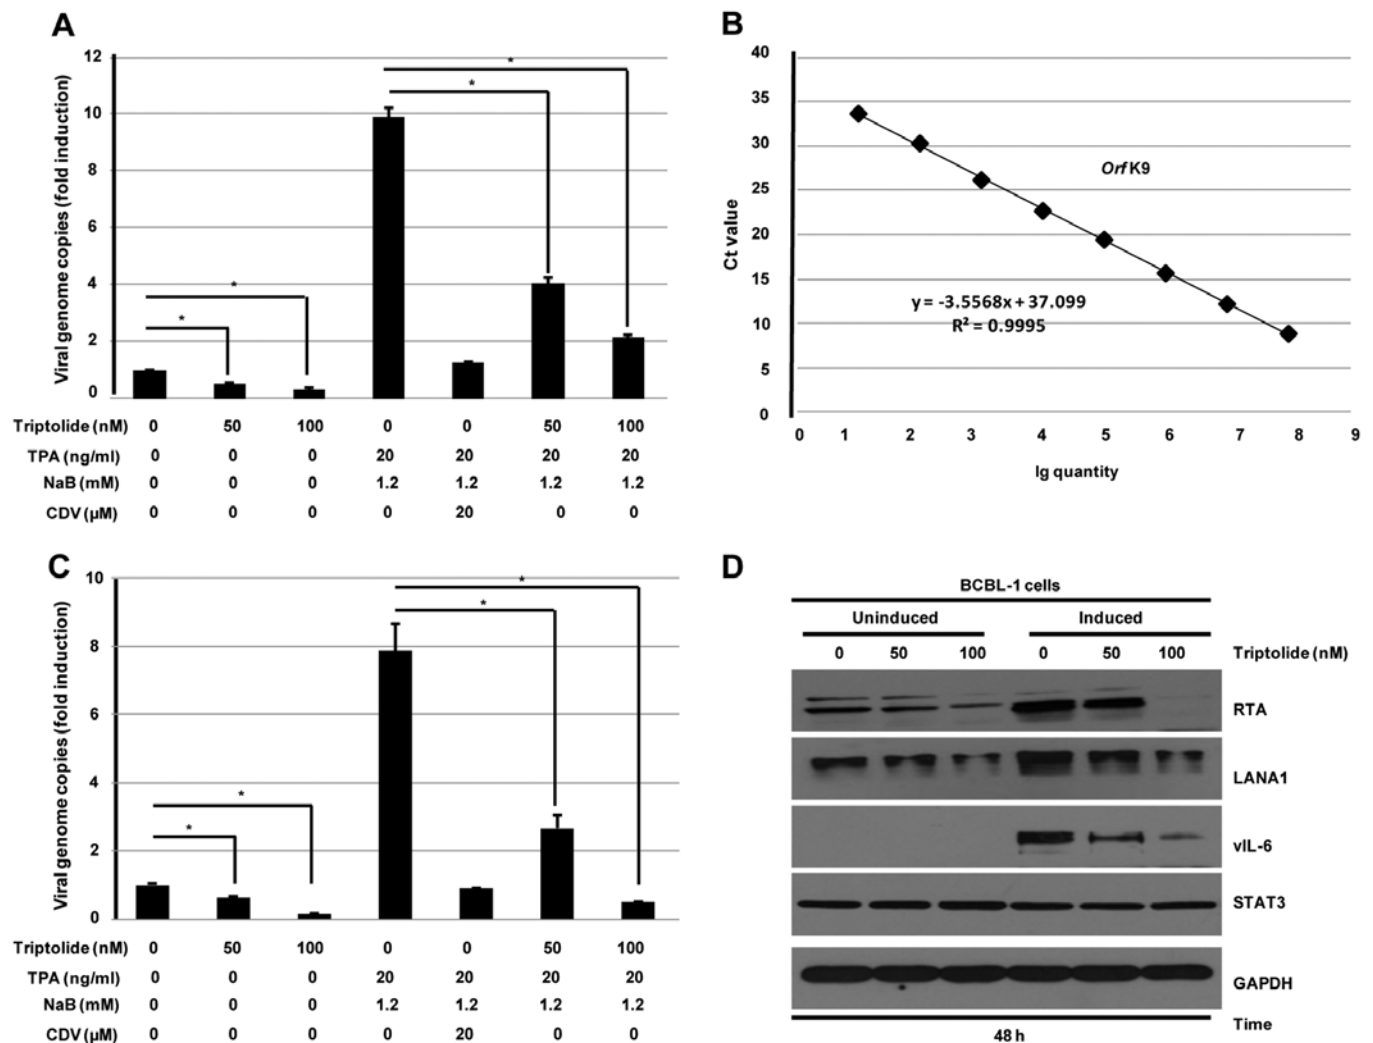 A
Viral genome copies (fold induction)
12
10
8
6
4
2
0
*
*
*
*
Triptolide (nM) 0 50 100 0 0 50 100
TPA (ng/ml) 0 0 0 20 20 20 20
NaB (mM) 0 0 0 1.2 1.2 1.2 1.2
CDV (µM) 0 0 0 0 20 0 0
B
Ct value
40
35
30
25
20
15
10
5
0
Orf K9
y = -3.5568x + 37.099
R² = 0.9995
0 1 2 3 4 5 6 7 8 9
lg quantity
C
Viral genome copies (fold induction)
10
8
6
4
2
0
*
*
*
*
Triptolide (nM) 0 50 100 0 0 50 100
TPA (ng/ml) 0 0 0 20 20 20 20
NaB (mM) 0 0 0 1.2 1.2 1.2 1.2
CDV (µM) 0 0 0 0 20 0 0
D
BCBL-1 cells
Uninduced Induced
0 50 100 0 50 100 Triptolide (nM)
RTA
LANA1
vIL-6
STAT3
GAPDH
Time
48 h